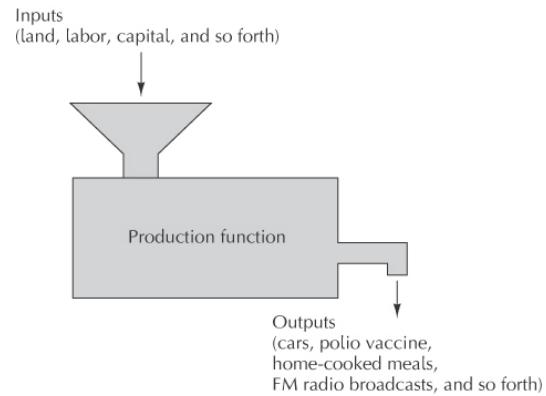 Inputs
(land, labor, capital, and so forth)
Production function
Outputs
(cars, polio vaccine,
home-cooked meals,
FM radio broadcasts, and so forth)